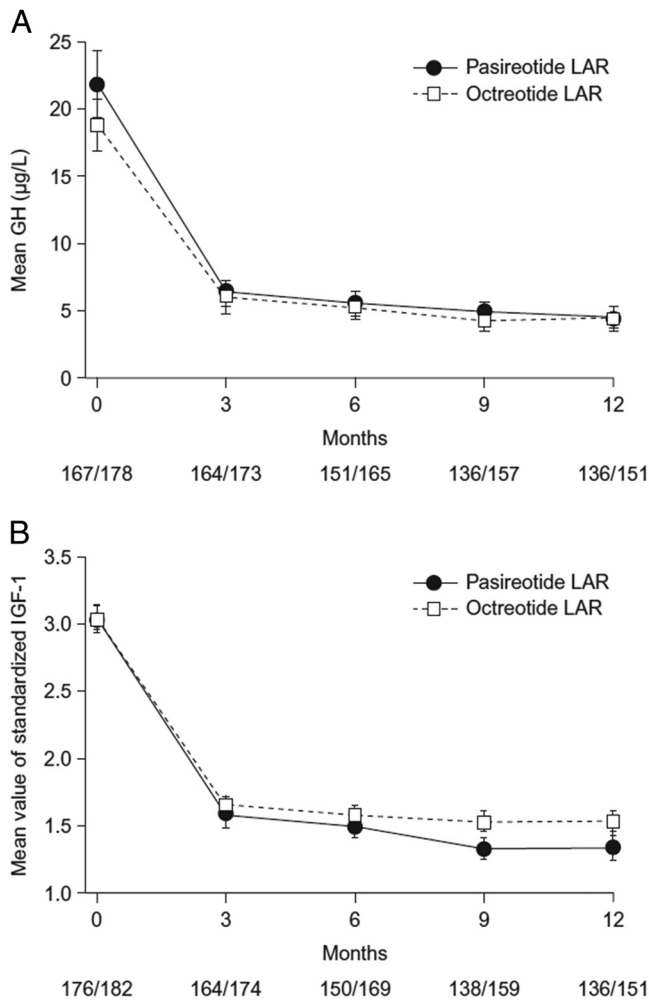 A
25
20
15
10
5
0
Mean GH (µg/L)
Pasireotide LAR
Octreotide LAR
0 3 6 9 12
Months
167/178 164/173 151/165 136/157 136/151
B
3.5
3.0
2.5
2.0
1.5
1.0
Mean value of standardized IGF-1
Pasireotide LAR
Octreotide LAR
0 3 6 9 12
Months
176/182 164/174 150/169 138/159 136/151